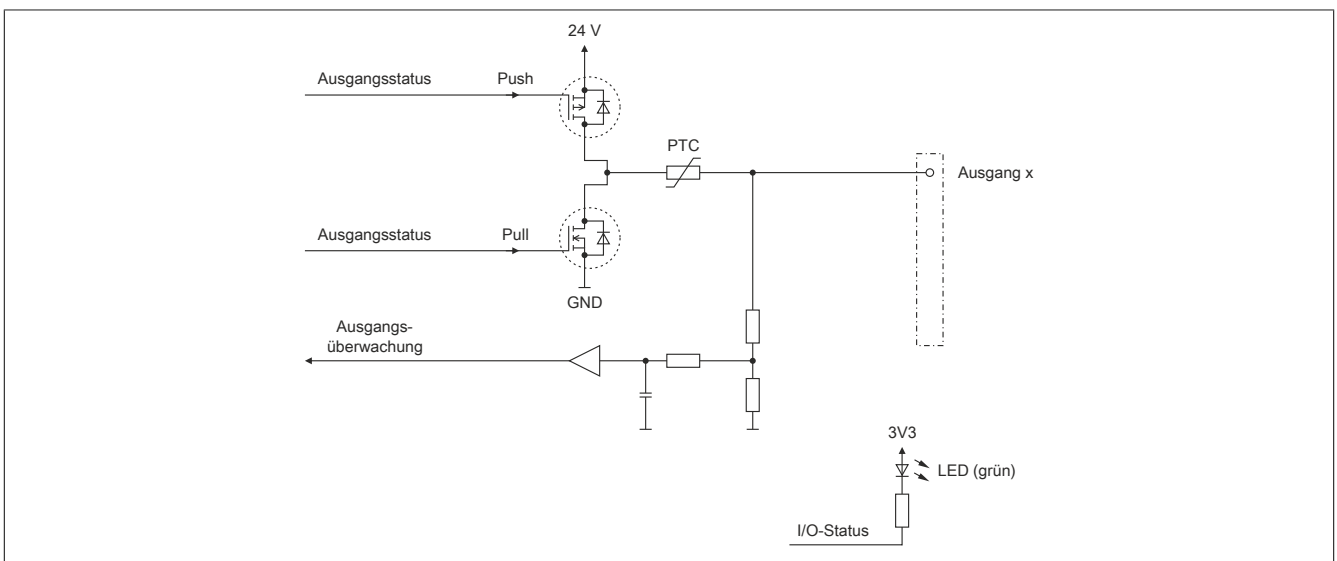 24 V
Ausgangsstatus
Push
PTC
Ausgang x
Ausgangsstatus
Pull
GND
Ausgangs-
überwachung
3V3
LED (grün)
I/O-Status